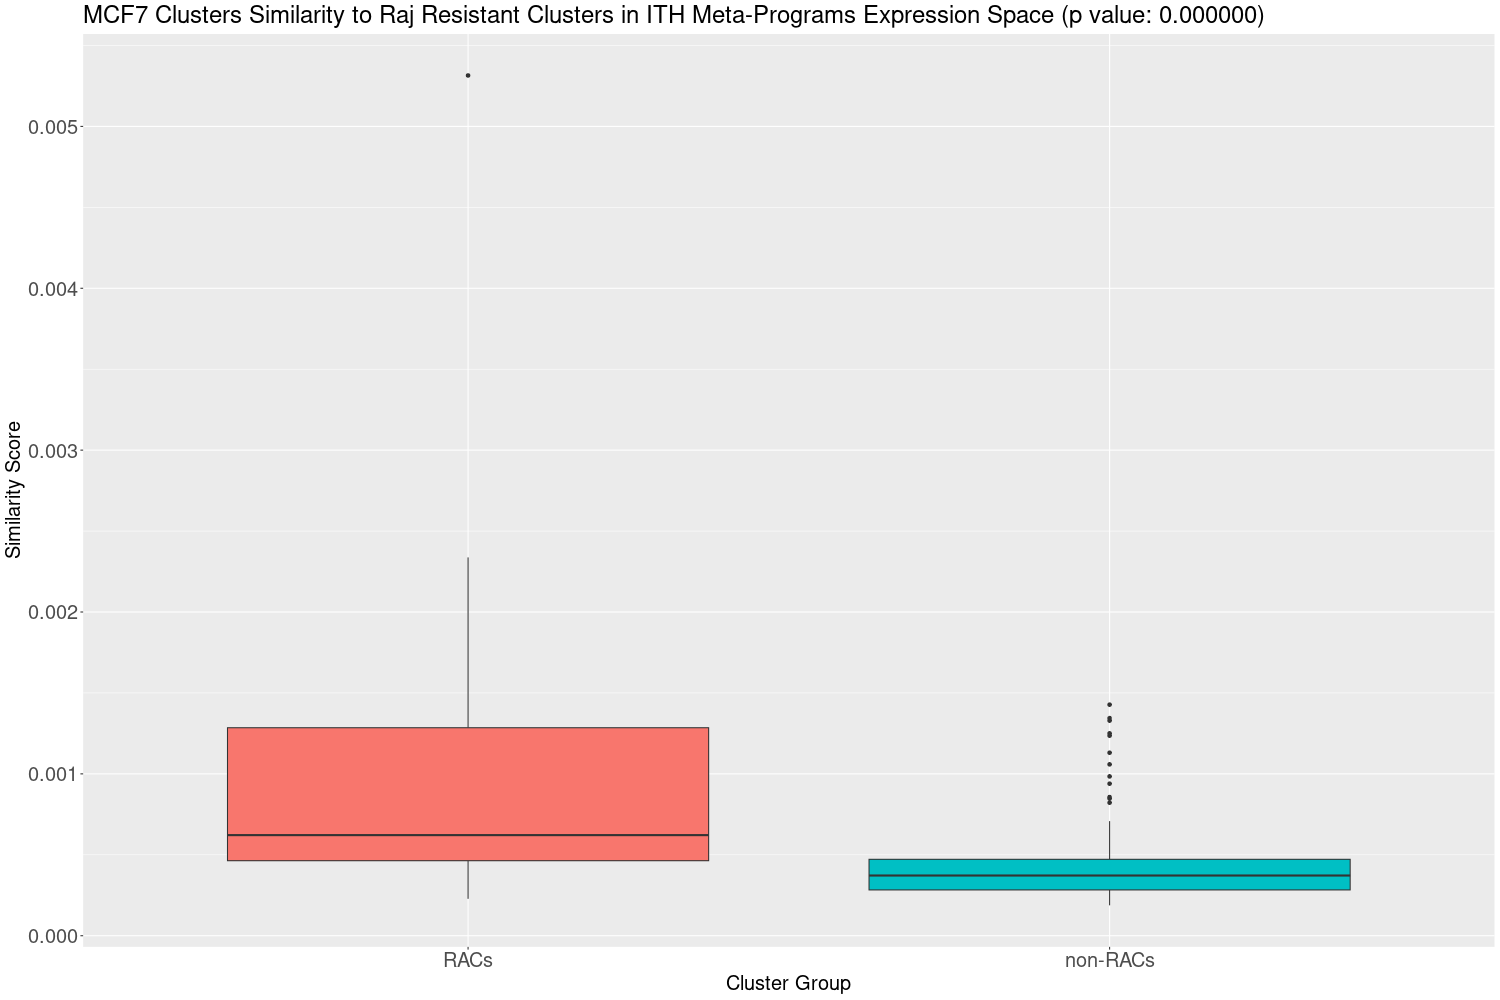 MCF7 Clusters Similarity to Raj Resistant Clusters in ITH Meta-Programs Expression Space (p value: 0.000000)
Similarity Score
0.005
0.004
0.003
0.002
0.001
0.000
RACs non-RACs
Cluster Group